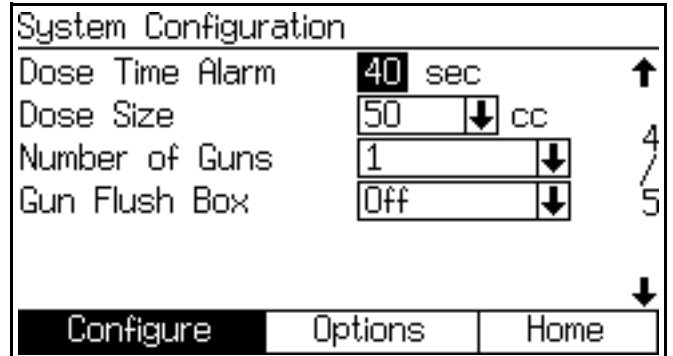 System Configuration
Dose Time Alarm 40 sec
Dose Size 50 cc
Number of Guns 1
Gun Flush Box Off
4/5
Configure Options Home